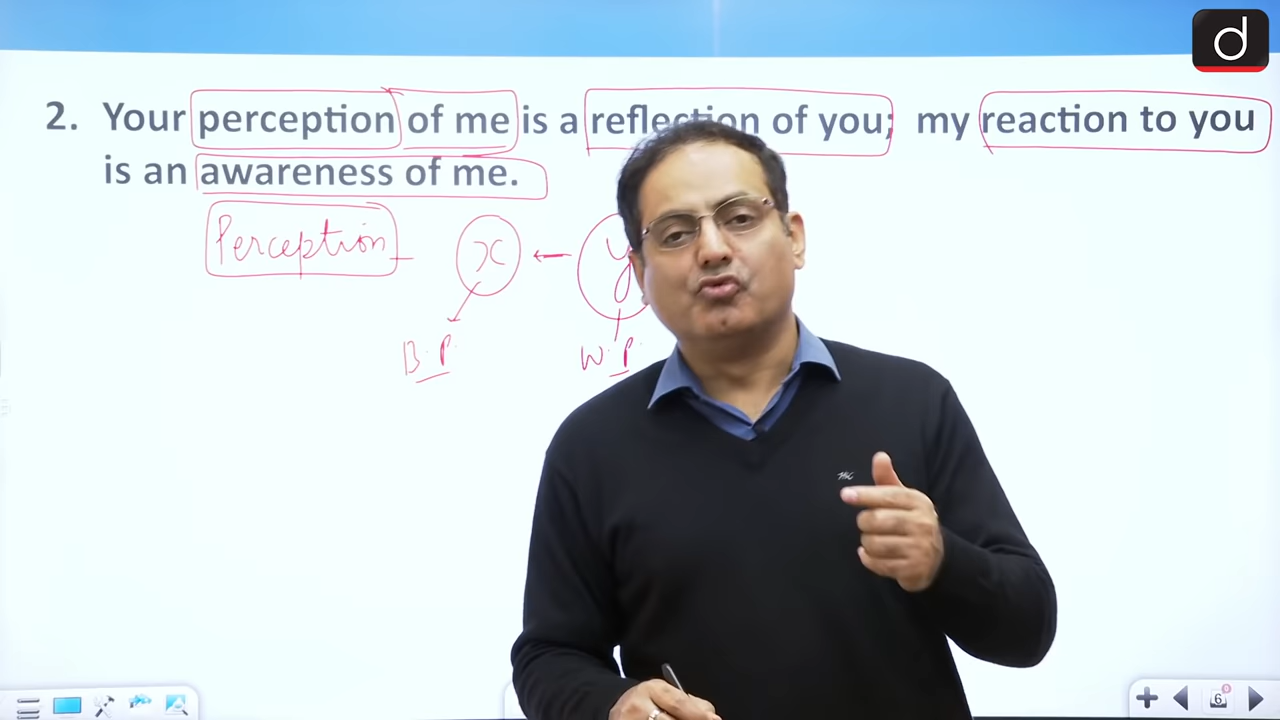 d
2. Your perception of me is a reflection of you; my reaction to you
is an awareness of me.
Perception x ← y
B.P. W.P.
6